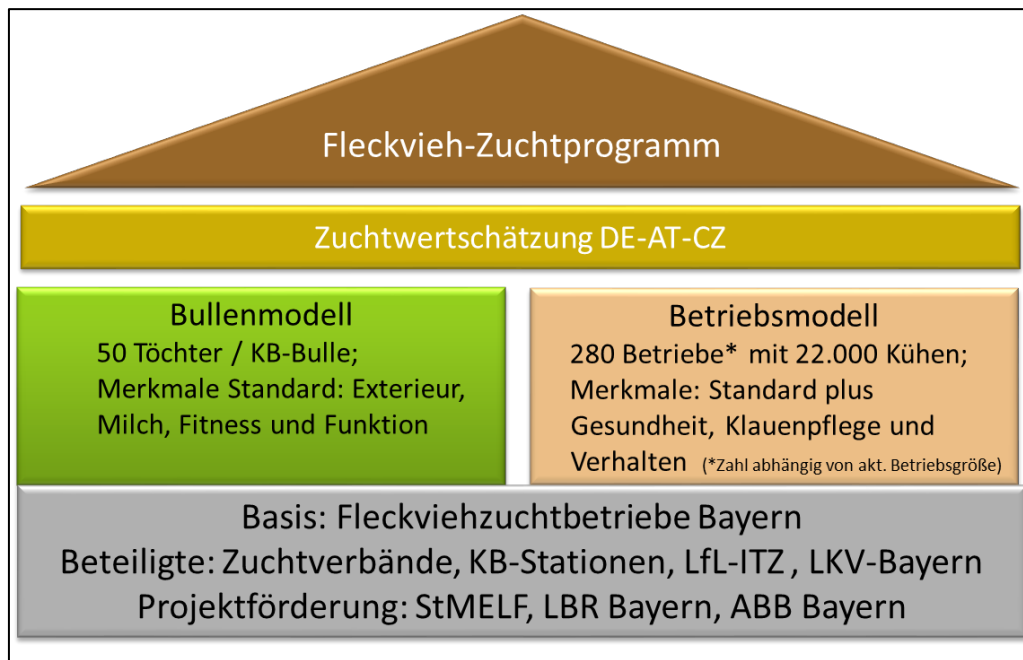 Fleckvieh-Zuchtprogramm
Zuchtwertschätzung DE-AT-CZ
Bullenmodell
50 Töchter / KB-Bulle;
Merkmale Standard: Exterieur,
Milch, Fitness und Funktion
Betriebsmodell
280 Betriebe* mit 22.000 Kühen;
Merkmale: Standard plus
Gesundheit, Klauenpflege und
Verhalten (*Zahl abhängig von akt. Betriebsgröße)
Basis: Fleckviehzuchtbetriebe Bayern
Beteiligte: Zuchtverbände, KB-Stationen, LfL-ITZ , LKV-Bayern
Projektförderung: StMELF, LBR Bayern, ABB Bayern